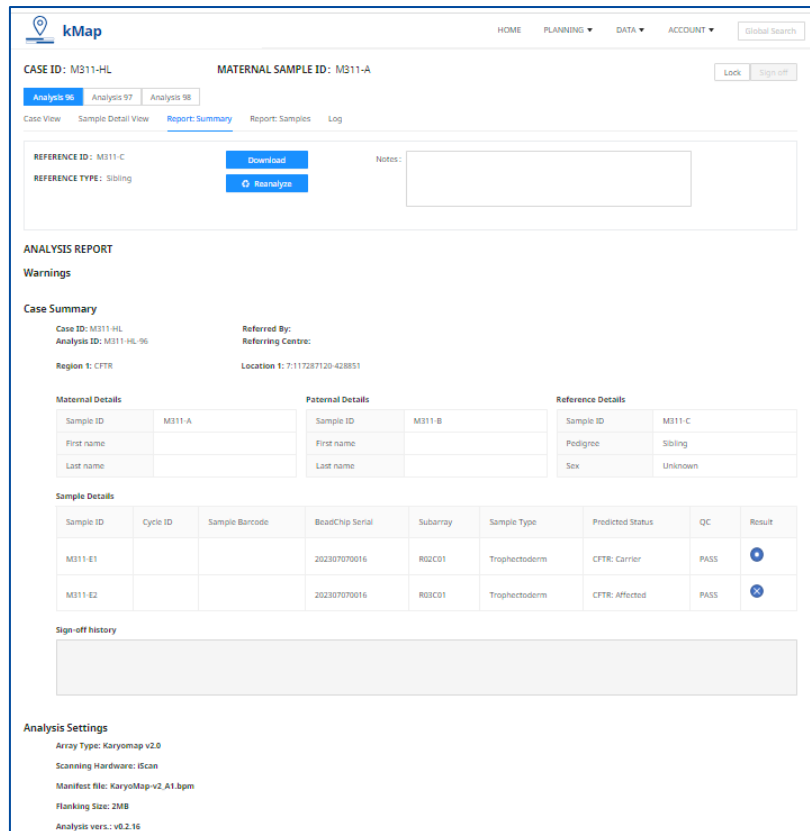 kMap
HOME PLANNING ▼ DATA ▼ ACCOUNT ▼ Global Search
CASE ID: M311-HL MATERNAL SAMPLE ID: M311-A Lock Sign off
Analysis 96 Analysis 97 Analysis 98
Case View Sample Detail View Report: Summary Report: Samples Log
REFERENCE ID: M311-C Download Notes:
REFERENCE TYPE: Sibling Reanalyze
ANALYSIS REPORT
Warnings
Case Summary
Case ID: M311-HL Referred By:
Analysis ID: M311-HL-96 Referring Centre:
Region 1: CFTR Location 1: 7:117287120-428851
Maternal Details Paternal Details Reference Details
Sample ID M311-A Sample ID M311-B Sample ID M311-C
First name First name Pedigree Sibling
Last name Last name Sex Unknown
Sample Details
Sample ID Cycle ID Sample Barcode BeadChip Serial Subarray Sample Type Predicted Status QC Result
M311-E1 202307070016 R02C01 Trophectoderm CFTR: Carrier PASS
M311-E2 202307070016 R03C01 Trophectoderm CFTR: Affected PASS
Sign-off history
Analysis Settings
Array Type: Karyomap v2.0
Scanning Hardware: iScan
Manifest file: KaryoMap-v2_A1.bpm
Flanking Size: 2MB
Analysis vers.: v0.2.16